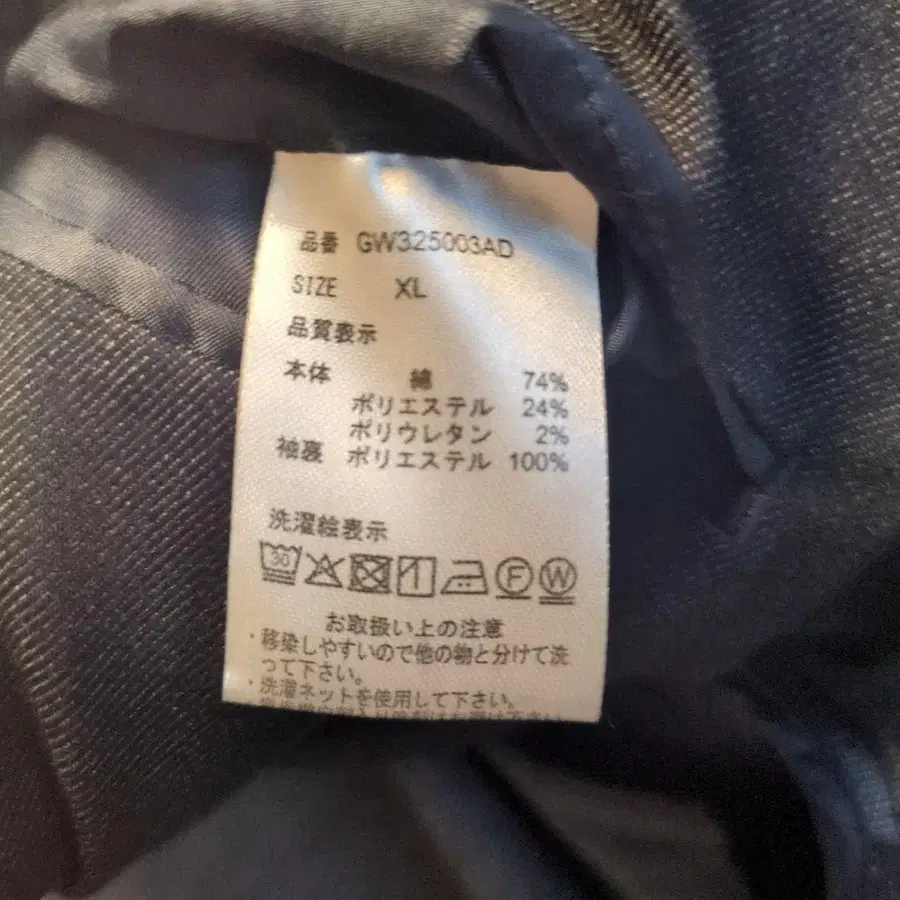 品番 GW325003AD
SIZE XL
品質表示
本体 綿 74%
ポリエステル 24%
ポリウレタン 2%
袖裏 ポリエステル 100%
洗濯絵表示
30 F W
お取扱い上の注意
・移染しやすいので他の物と分けて洗
って下さい。
・洗濯ネットを使用して下さい。